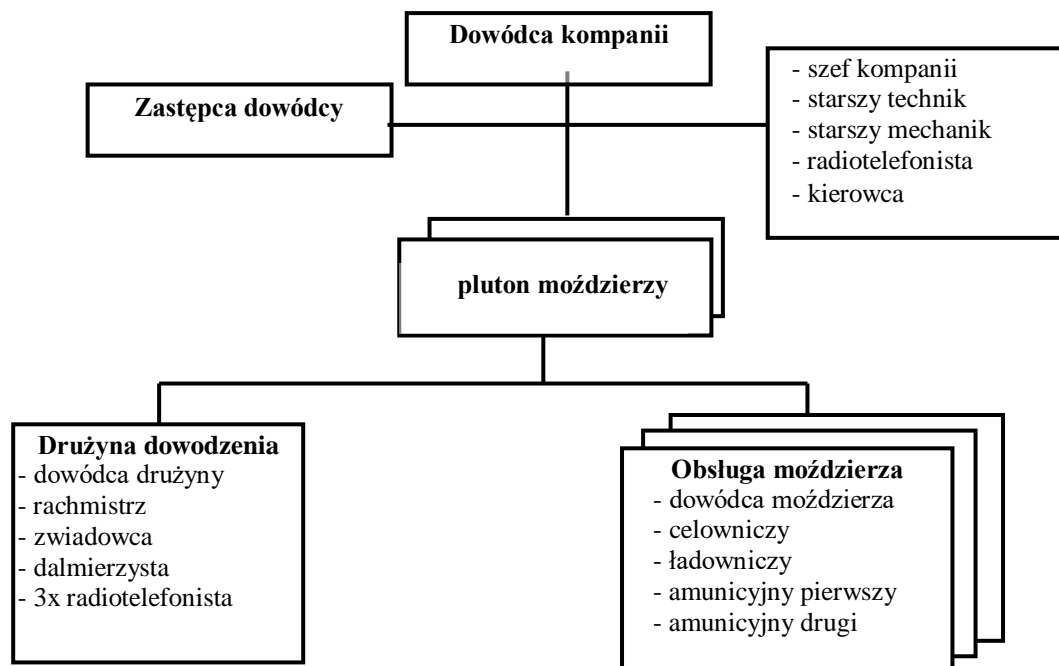 Dowódca kompanii
Zastępca dowódcy
- szef kompanii
- starszy technik
- starszy mechanik
- radiotelefonista
- kierowca
pluton moździerzy
Drużyna dowodzenia
- dowódca drużyny
- rachmistrz
- zwiadowca
- dalmierzysta
- 3x radiotelefonista
Obsługa moździerza
- dowódca moździerza
- celowniczy
- ładowniczy
- amunicyjny pierwszy
- amunicyjny drugi